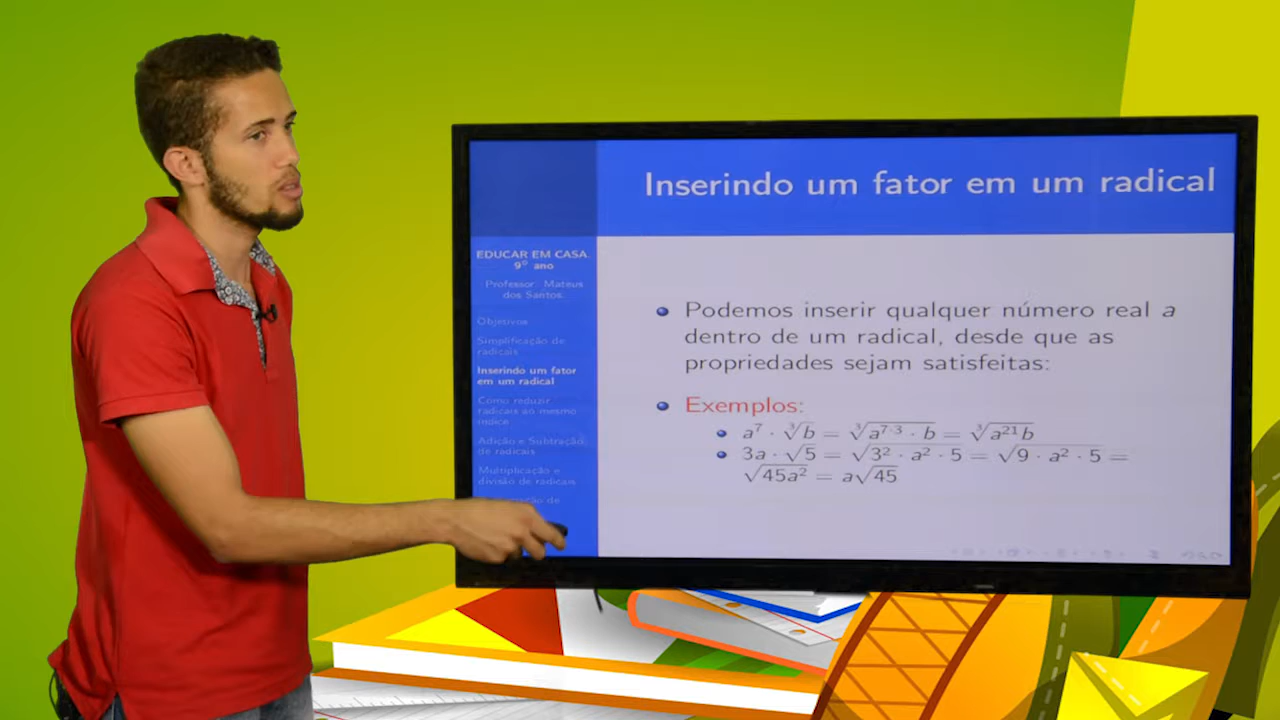 Inserindo um fator em um radical
EDUCAR EM CASA.
9º ano
Professor: Mateus
dos Santos.
Objetivos
Simplificação de
radicais
Inserindo um fator
em um radical
Como reduzir
radicais ao mesmo
índice
Adição e Subtração
de radicais
Multiplicação e
divisão de radicais
de
Podemos inserir qualquer número real a
dentro de um radical, desde que as
propriedades sejam satisfeitas:
Exemplos:
a⁷ · ∛b = ∛(a⁷·³ · b) = ∛(a²¹b)
3a · √5 = √(3² · a² · 5) = √(9 · a² · 5) =
√(45a²) = a√45